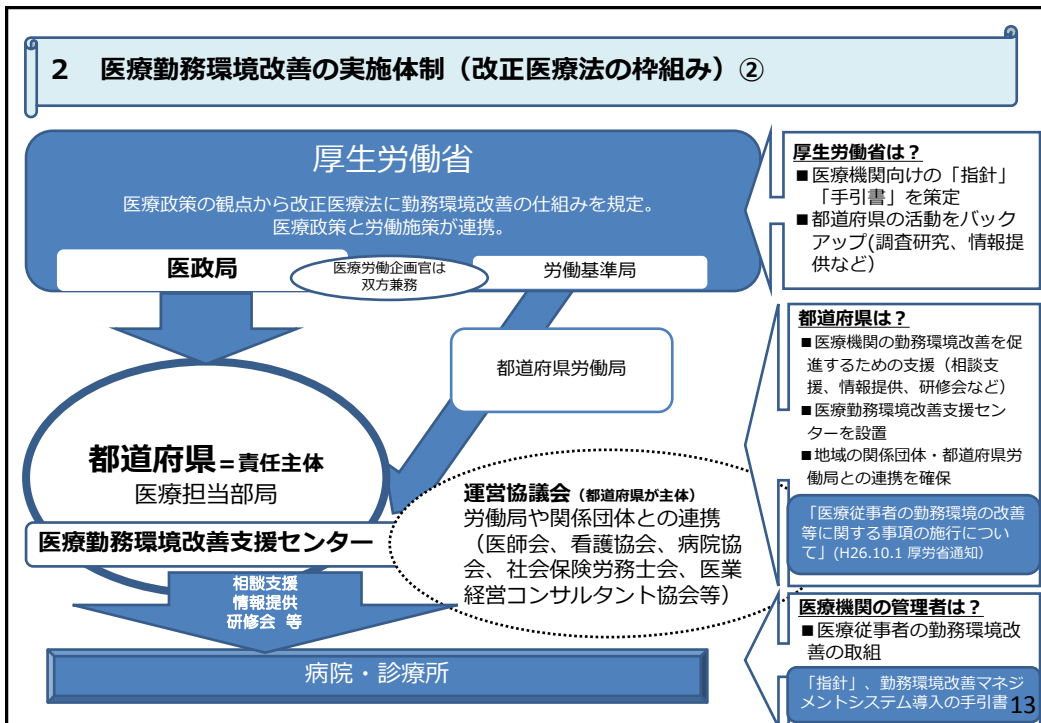 2 医療勤務環境改善の実施体制（改正医療法の枠組み）②
厚生労働省
医療政策の観点から改正医療法に勤務環境改善の仕組みを規定。
医療政策と労働施策が連携。
医政局
医療労働企画官は
双方兼務
労働基準局
都道府県労働局
都道府県＝責任主体
医療担当部局
医療勤務環境改善支援センター
相談支援
情報提供
研修会 等
運営協議会（都道府県が主体）
労働局や関係団体との連携
（医師会、看護協会、病院協
会、社会保険労務士会、医業
経営コンサルタント協会等）
病院・診療所
厚生労働省は？
■医療機関向けの「指針」
「手引書」を策定
■都道府県の活動をバック
アップ(調査研究、情報提
供など）
都道府県は？
■医療機関の勤務環境改善を促
進するための支援（相談支
援、情報提供、研修会など）
■医療勤務環境改善支援セン
ターを設置
■地域の関係団体・都道府県労
働局との連携を確保
「医療従事者の勤務環境の改善
等に関する事項の施行につい
て」(H26.10.1 厚労省通知）
医療機関の管理者は？
■医療従事者の勤務環境改
善の取組
「指針」、勤務環境改善マネジ
メントシステム導入の手引書
13